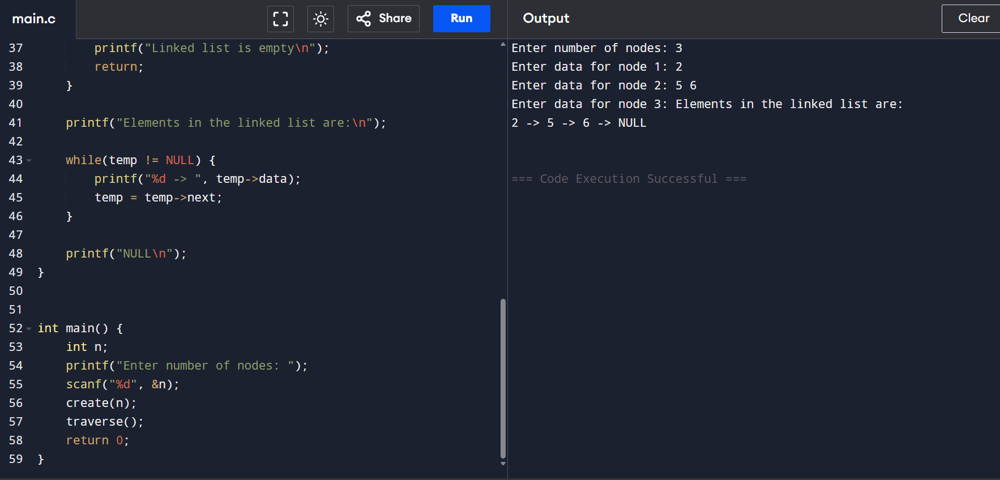 main.c
Share
Run
Output
Clear
37         printf("Linked list is empty\n");
38         return;
39     }
40
41     printf("Elements in the linked list are:\n");
42
43     while(temp != NULL) {
44         printf("%d -> ", temp->data);
45         temp = temp->next;
46     }
47
48     printf("NULL\n");
49 }
50
51
52 int main() {
53     int n;
54     printf("Enter number of nodes: ");
55     scanf("%d", &n);
56     create(n);
57     traverse();
58     return 0;
59 }
Enter number of nodes: 3
Enter data for node 1: 2
Enter data for node 2: 5 6
Enter data for node 3: Elements in the linked list are:
2 -> 5 -> 6 -> NULL
=== Code Execution Successful ===